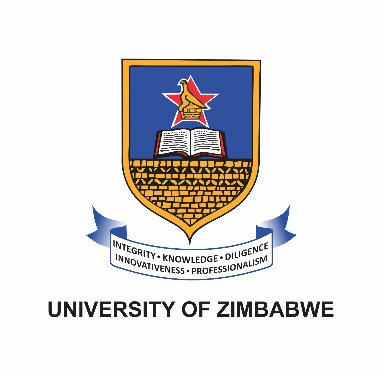 INTEGRITY • KNOWLEDGE • DILIGENCE
INNOVATIVENESS • PROFESSIONALISM
UNIVERSITY OF ZIMBABWE